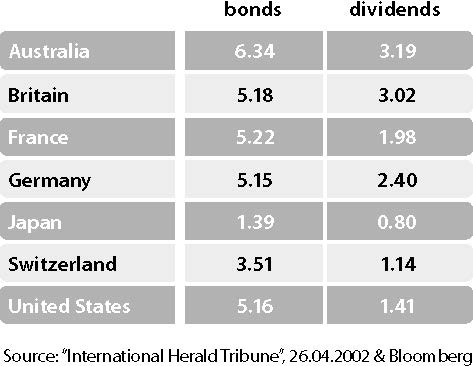 bonds dividends
Australia 6.34 3.19
Britain 5.18 3.02
France 5.22 1.98
Germany 5.15 2.40
Japan 1.39 0.80
Switzerland 3.51 1.14
United States 5.16 1.41
Source: "International Herald Tribune", 26.04.2002 & Bloomberg